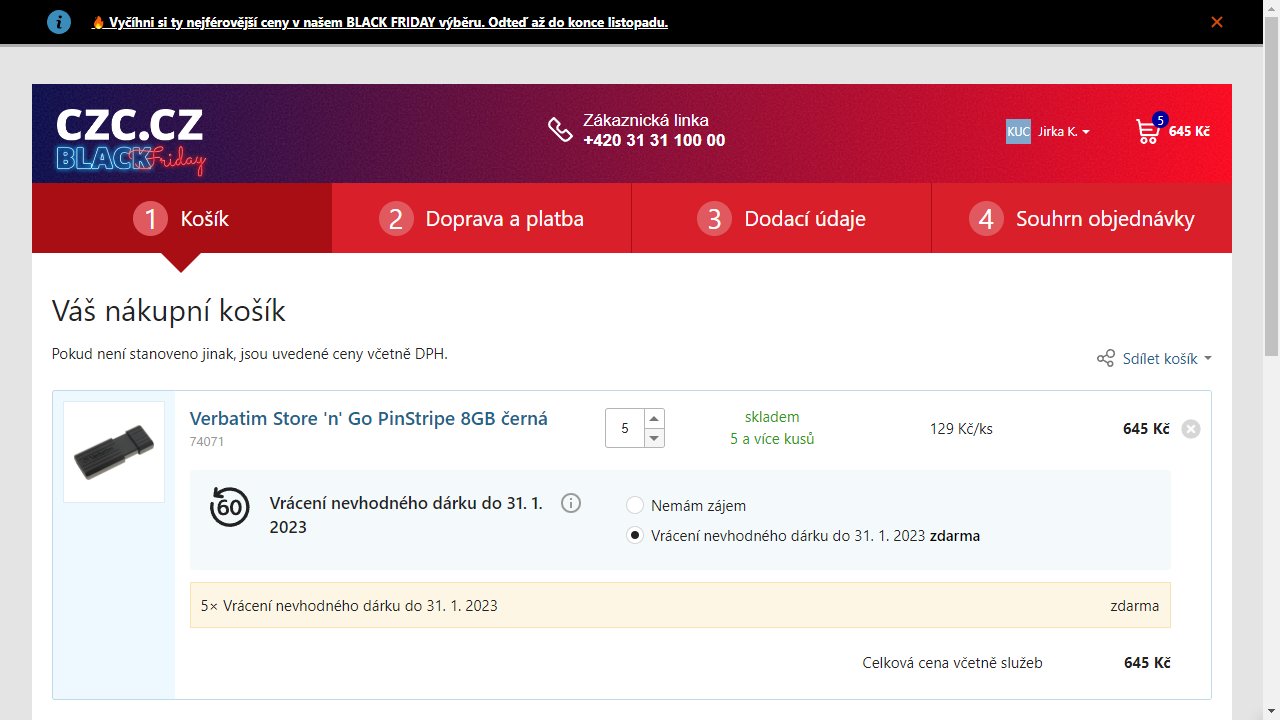 🔥 Vyčíhni si ty nejférovější ceny v našem BLACK FRIDAY výběru. Odteď až do konce listopadu.
CZC.CZ
BLACK Friday
Zákaznická linka
+420 31 31 100 00
KUC Jirka K.
5
645 Kč
1 Košík
2 Doprava a platba
3 Dodací údaje
4 Souhrn objednávky
Váš nákupní košík
Pokud není stanoveno jinak, jsou uvedené ceny včetně DPH.
Sdílet košík
Verbatim Store 'n' Go PinStripe 8GB černá
74071
5
skladem
5 a více kusů
129 Kč/ks
645 Kč
60
Vrácení nevhodného dárku do 31. 1.
2023
Nemám zájem
Vrácení nevhodného dárku do 31. 1. 2023 zdarma
5× Vrácení nevhodného dárku do 31. 1. 2023
zdarma
Celková cena včetně služeb
645 Kč